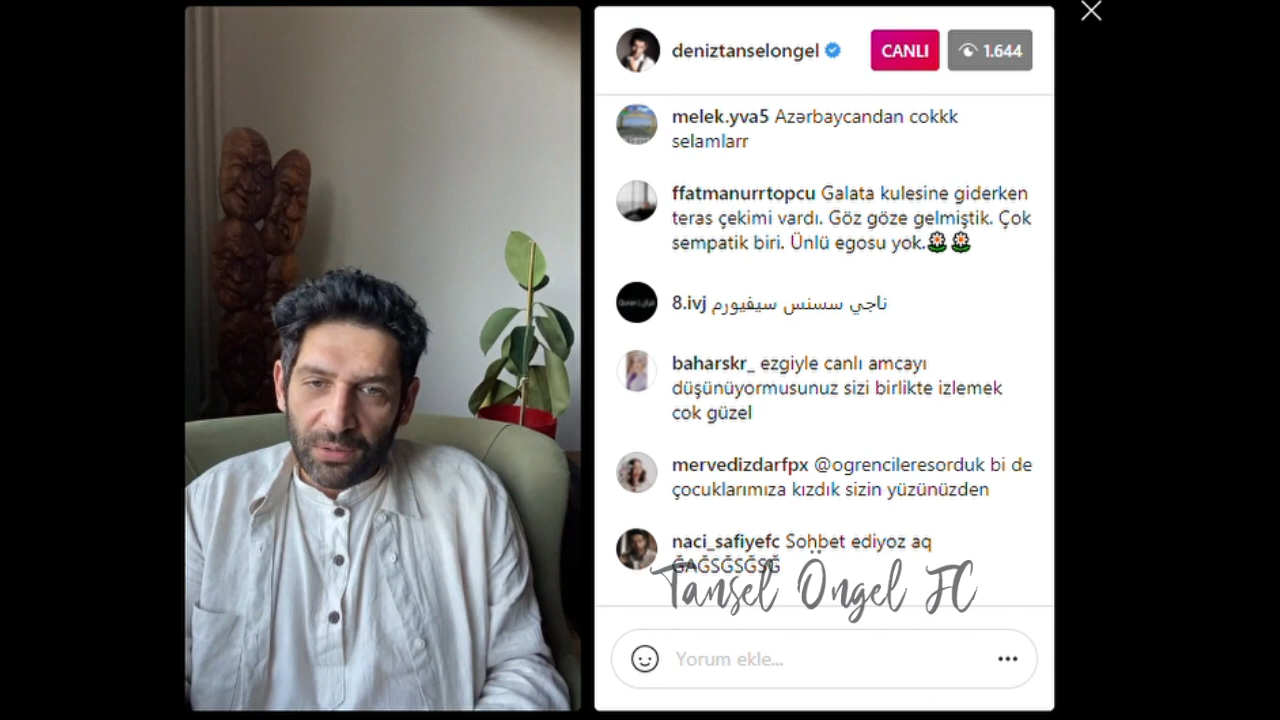 deniztanselongel
CANLI
1.644
melek.yva5 Azərbaycandan cokkk
selamlarr
ffatmanurrtopcu Galata kulesine giderken
teras çekimi vardı. Göz göze gelmiştik. Çok
sempatik biri. Ünlü egosu yok.🌼🌼
8.ivj ناجي سسنس سيفيورم
baharskr_ ezgiyle canlı amcayı
düşünüyormusunuz sizi birlikte izlemek
cok güzel
mervedizdarfpx @ogrencileresorduk bi de
çocuklarımıza kızdık sizin yüzünüzden
naci_safiyefc Sohbet ediyoz aq
ĞAĞSĞSĞSĞ
Tansel Öngel FC
Yorum ekle...